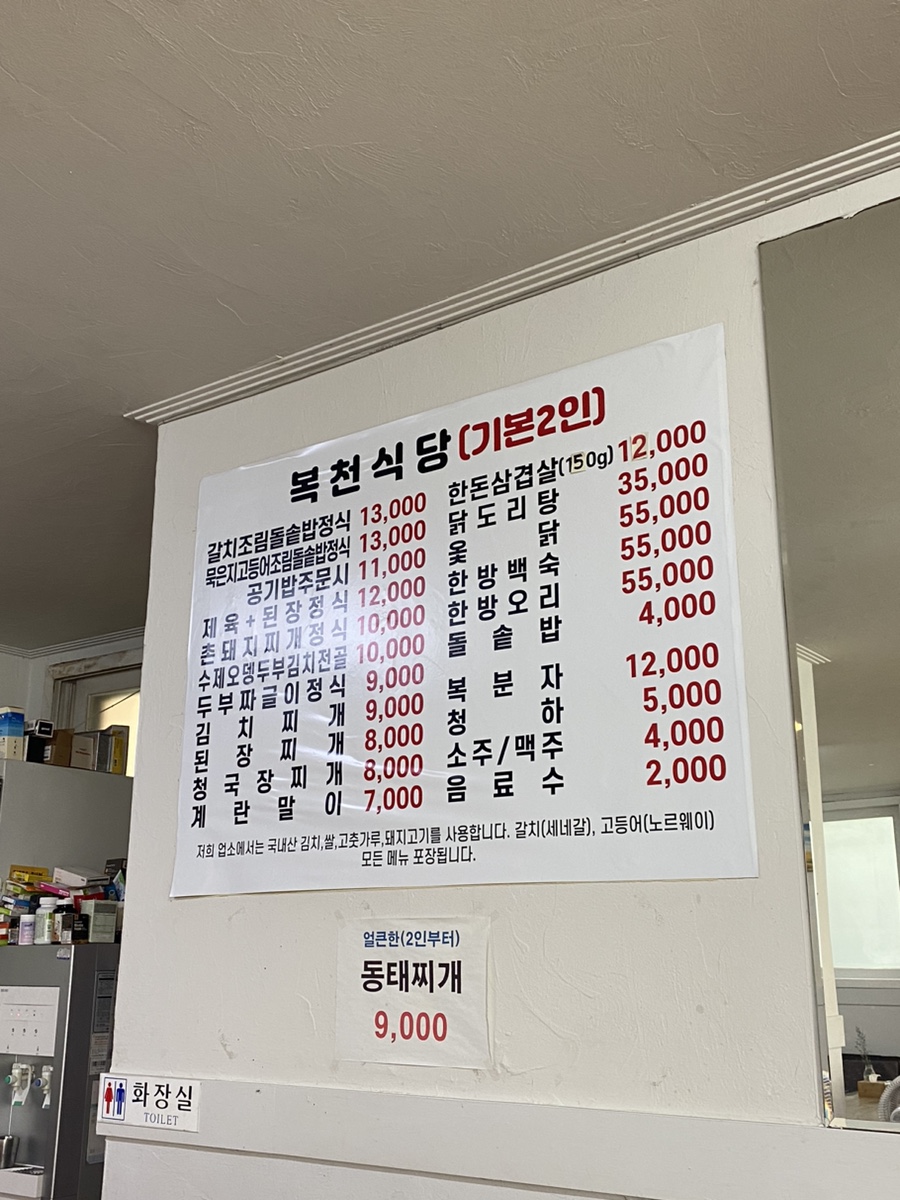 복천식당(기본2인)
갈치조림돌솥밥정식 13,000
묵은지고등어조림돌솥밥정식 13,000
공기밥주문시 11,000
제육+된장정식 12,000
촌돼지찌개정식 10,000
수제오뎅두부김치전골 10,000
두부짜글이정식 9,000
김치찌개 9,000
된장찌개 8,000
청국장찌개 8,000
계란말이 7,000
한돈삼겹살(150g) 12,000
닭도리탕 35,000
옻닭 55,000
한방백숙 55,000
한방오리 55,000
돌솥밥 4,000
복분자 12,000
청하 5,000
소주/맥주 4,000
음료수 2,000
저희 업소에서는 국내산 김치,쌀,고춧가루,돼지고기를 사용합니다. 갈치(세네갈), 고등어(노르웨이)
모든 메뉴 포장됩니다.
얼큰한(2인부터)
동태찌개
9,000
화장실
TOILET